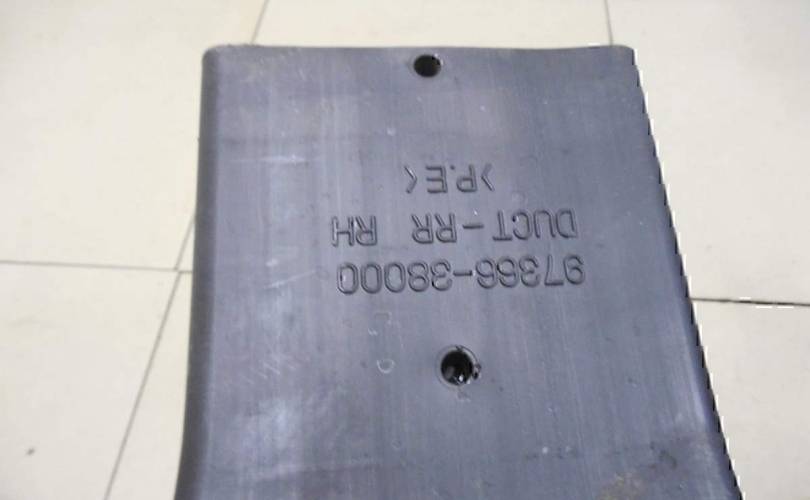 97366-38000
DUCT-RR RH
>P.E<